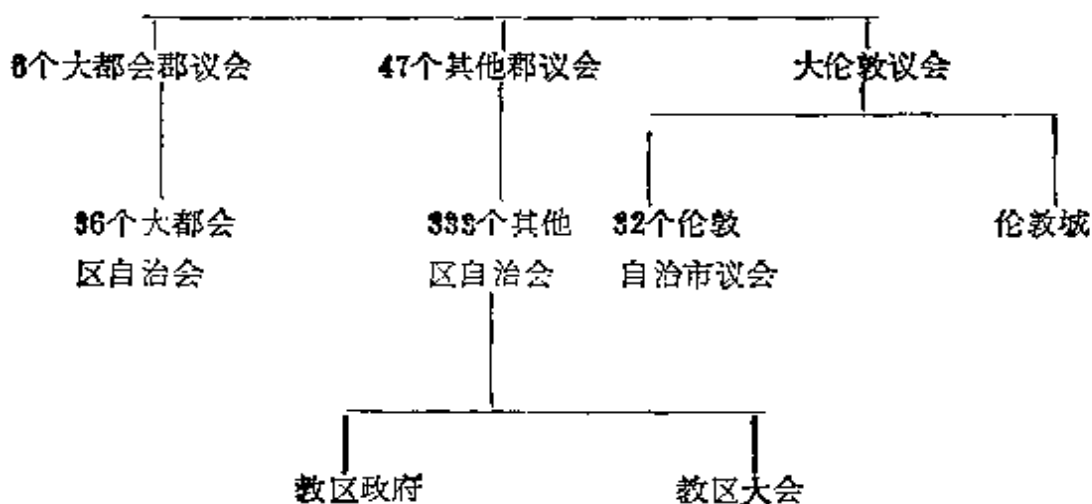 6个大都会郡议会 47个其他郡议会 大伦敦议会
36个大都会 333个其他 32个伦敦 伦敦城
区自治会 区自治会 自治市议会
教区政府 教区大会